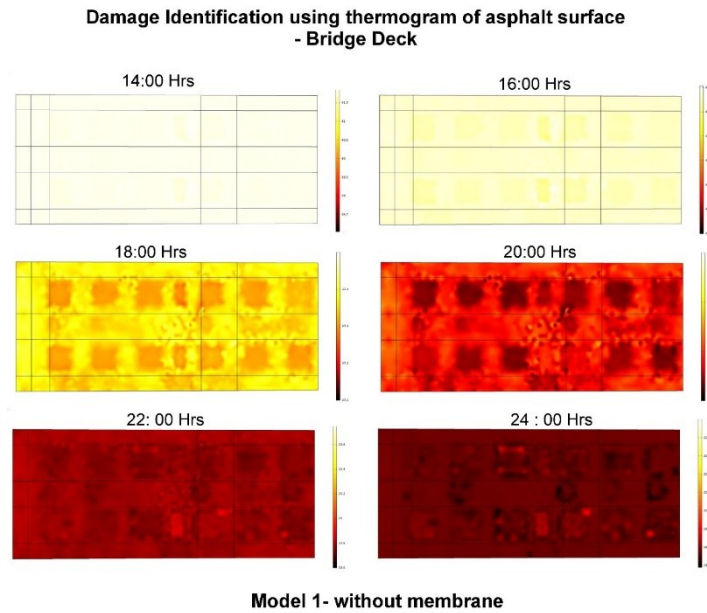 Damage Identification using thermogram of asphalt surface
- Bridge Deck
14:00 Hrs
16:00 Hrs
18:00 Hrs
20:00 Hrs
22: 00 Hrs
24 : 00 Hrs
Model 1- without membrane